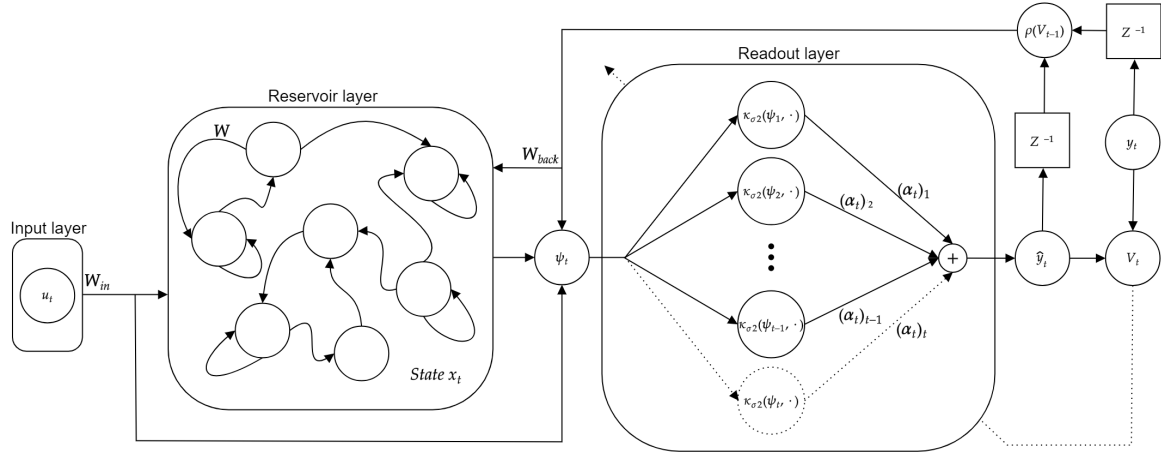 Input layer
u_t
W_in
Reservoir layer
W
State x_t
W_back
ψ_t
Readout layer
κ_σ2(ψ_1, ·)
κ_σ2(ψ_2, ·)
κ_σ2(ψ_t-1, ·)
κ_σ2(ψ_t, ·)
(α_t)_1
(α_t)_2
(α_t)_t-1
(α_t)_t
+
ŷ_t
V_t
y_t
Z ^-1
Z ^-1
ρ(V_t-1)